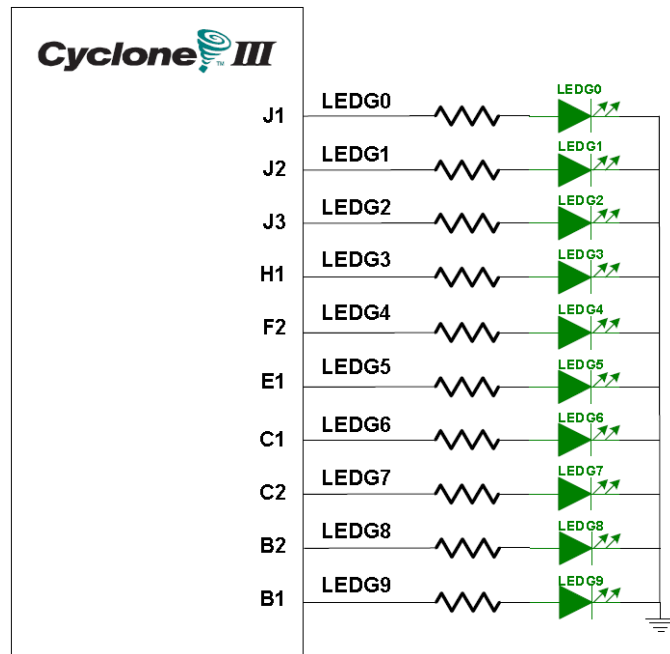 Cyclone III
™
LEDG0
J1 LEDG0
LEDG1
J2 LEDG1
LEDG2
J3 LEDG2
LEDG3
H1 LEDG3
LEDG4
F2 LEDG4
LEDG5
E1 LEDG5
LEDG6
C1 LEDG6
LEDG7
C2 LEDG7
LEDG8
B2 LEDG8
LEDG9
B1 LEDG9